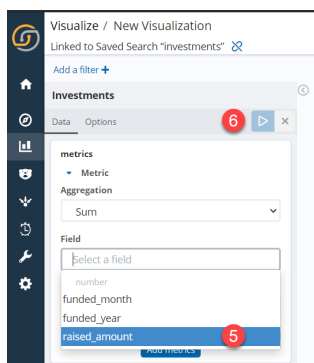 Visualize / New Visualization
Linked to Saved Search "investments"
Add a filter +
Investments
Data Options
6
metrics
Metric
Aggregation
Sum
Field
Select a field
number
funded_month
funded_year
raised_amount
5
Add metrics